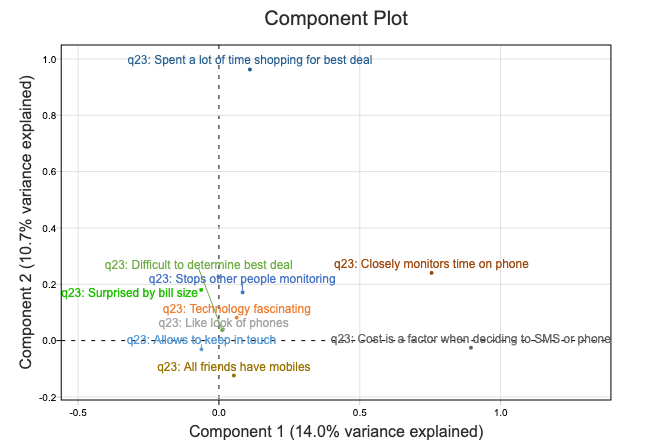 Component Plot
Component 2 (10.7% variance explained)
1.0
0.8
0.6
0.4
0.2
0.0
-0.2
q23: Spent a lot of time shopping for best deal
q23: Difficult to determine best deal
q23: Closely monitors time on phone
q23: Stops other people monitoring
q23: Surprised by bill size
q23: Technology fascinating
q23: Like look of phones
q23: Allows to keep in touch
q23: Cost is a factor when deciding to SMS or phone
q23: All friends have mobiles
-0.5
0.0
0.5
1.0
Component 1 (14.0% variance explained)